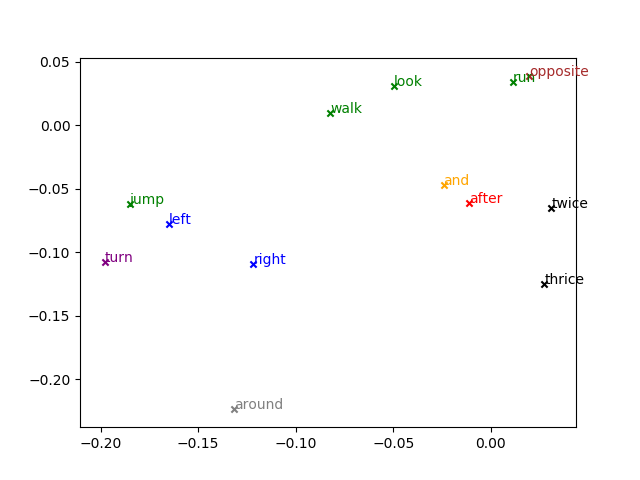 0.05
opposite
run
look
walk
0.00
and
−0.05
after
jump
twice
left
−0.10
turn
right
thrice
−0.15
−0.20
around
−0.20 −0.15 −0.10 −0.05 0.00